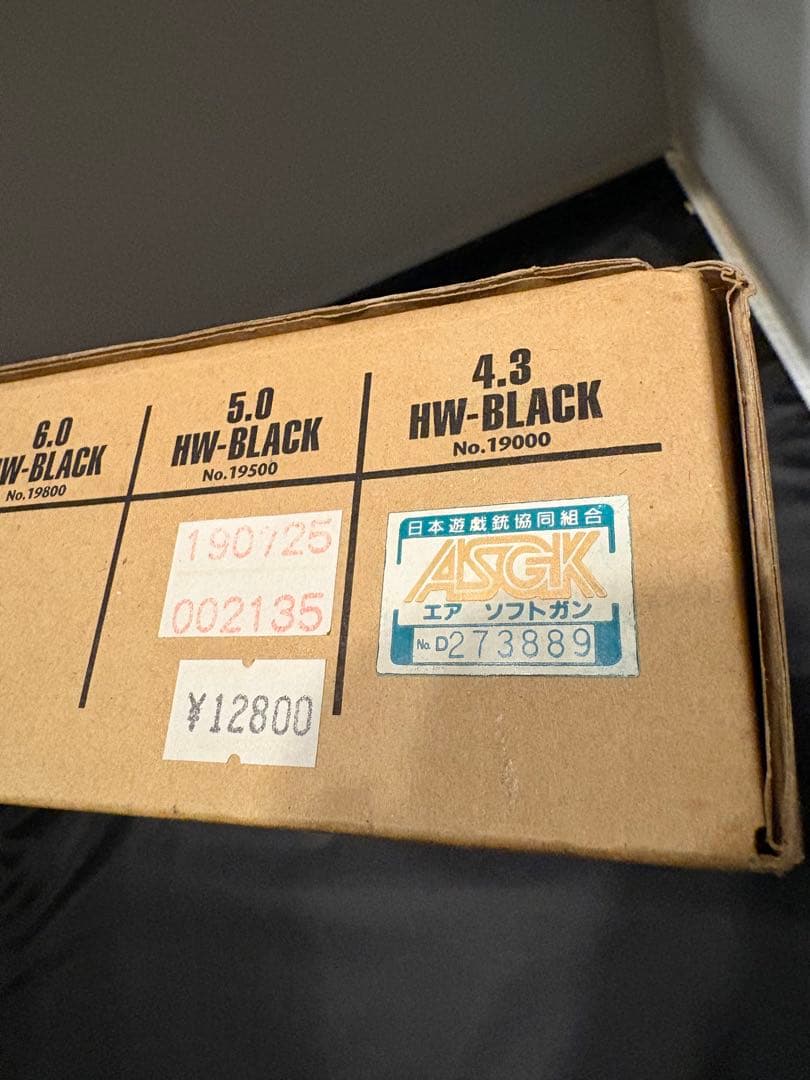 6.0
HW-BLACK
No.19800
5.0
HW-BLACK
No.19500
4.3
HW-BLACK
No.19000
190725
002135
¥12800
日本遊戯銃協同組合
ASGK
エア ソフトガン
No. D273889